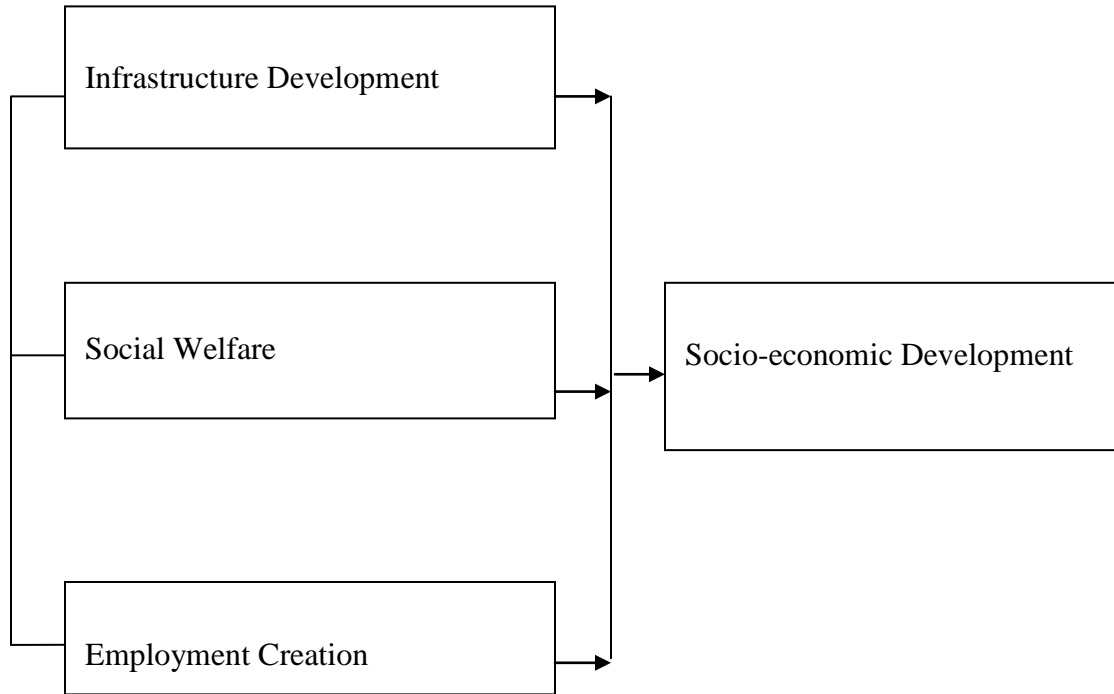 Infrastructure Development
Social Welfare
Socio-economic Development
Employment Creation